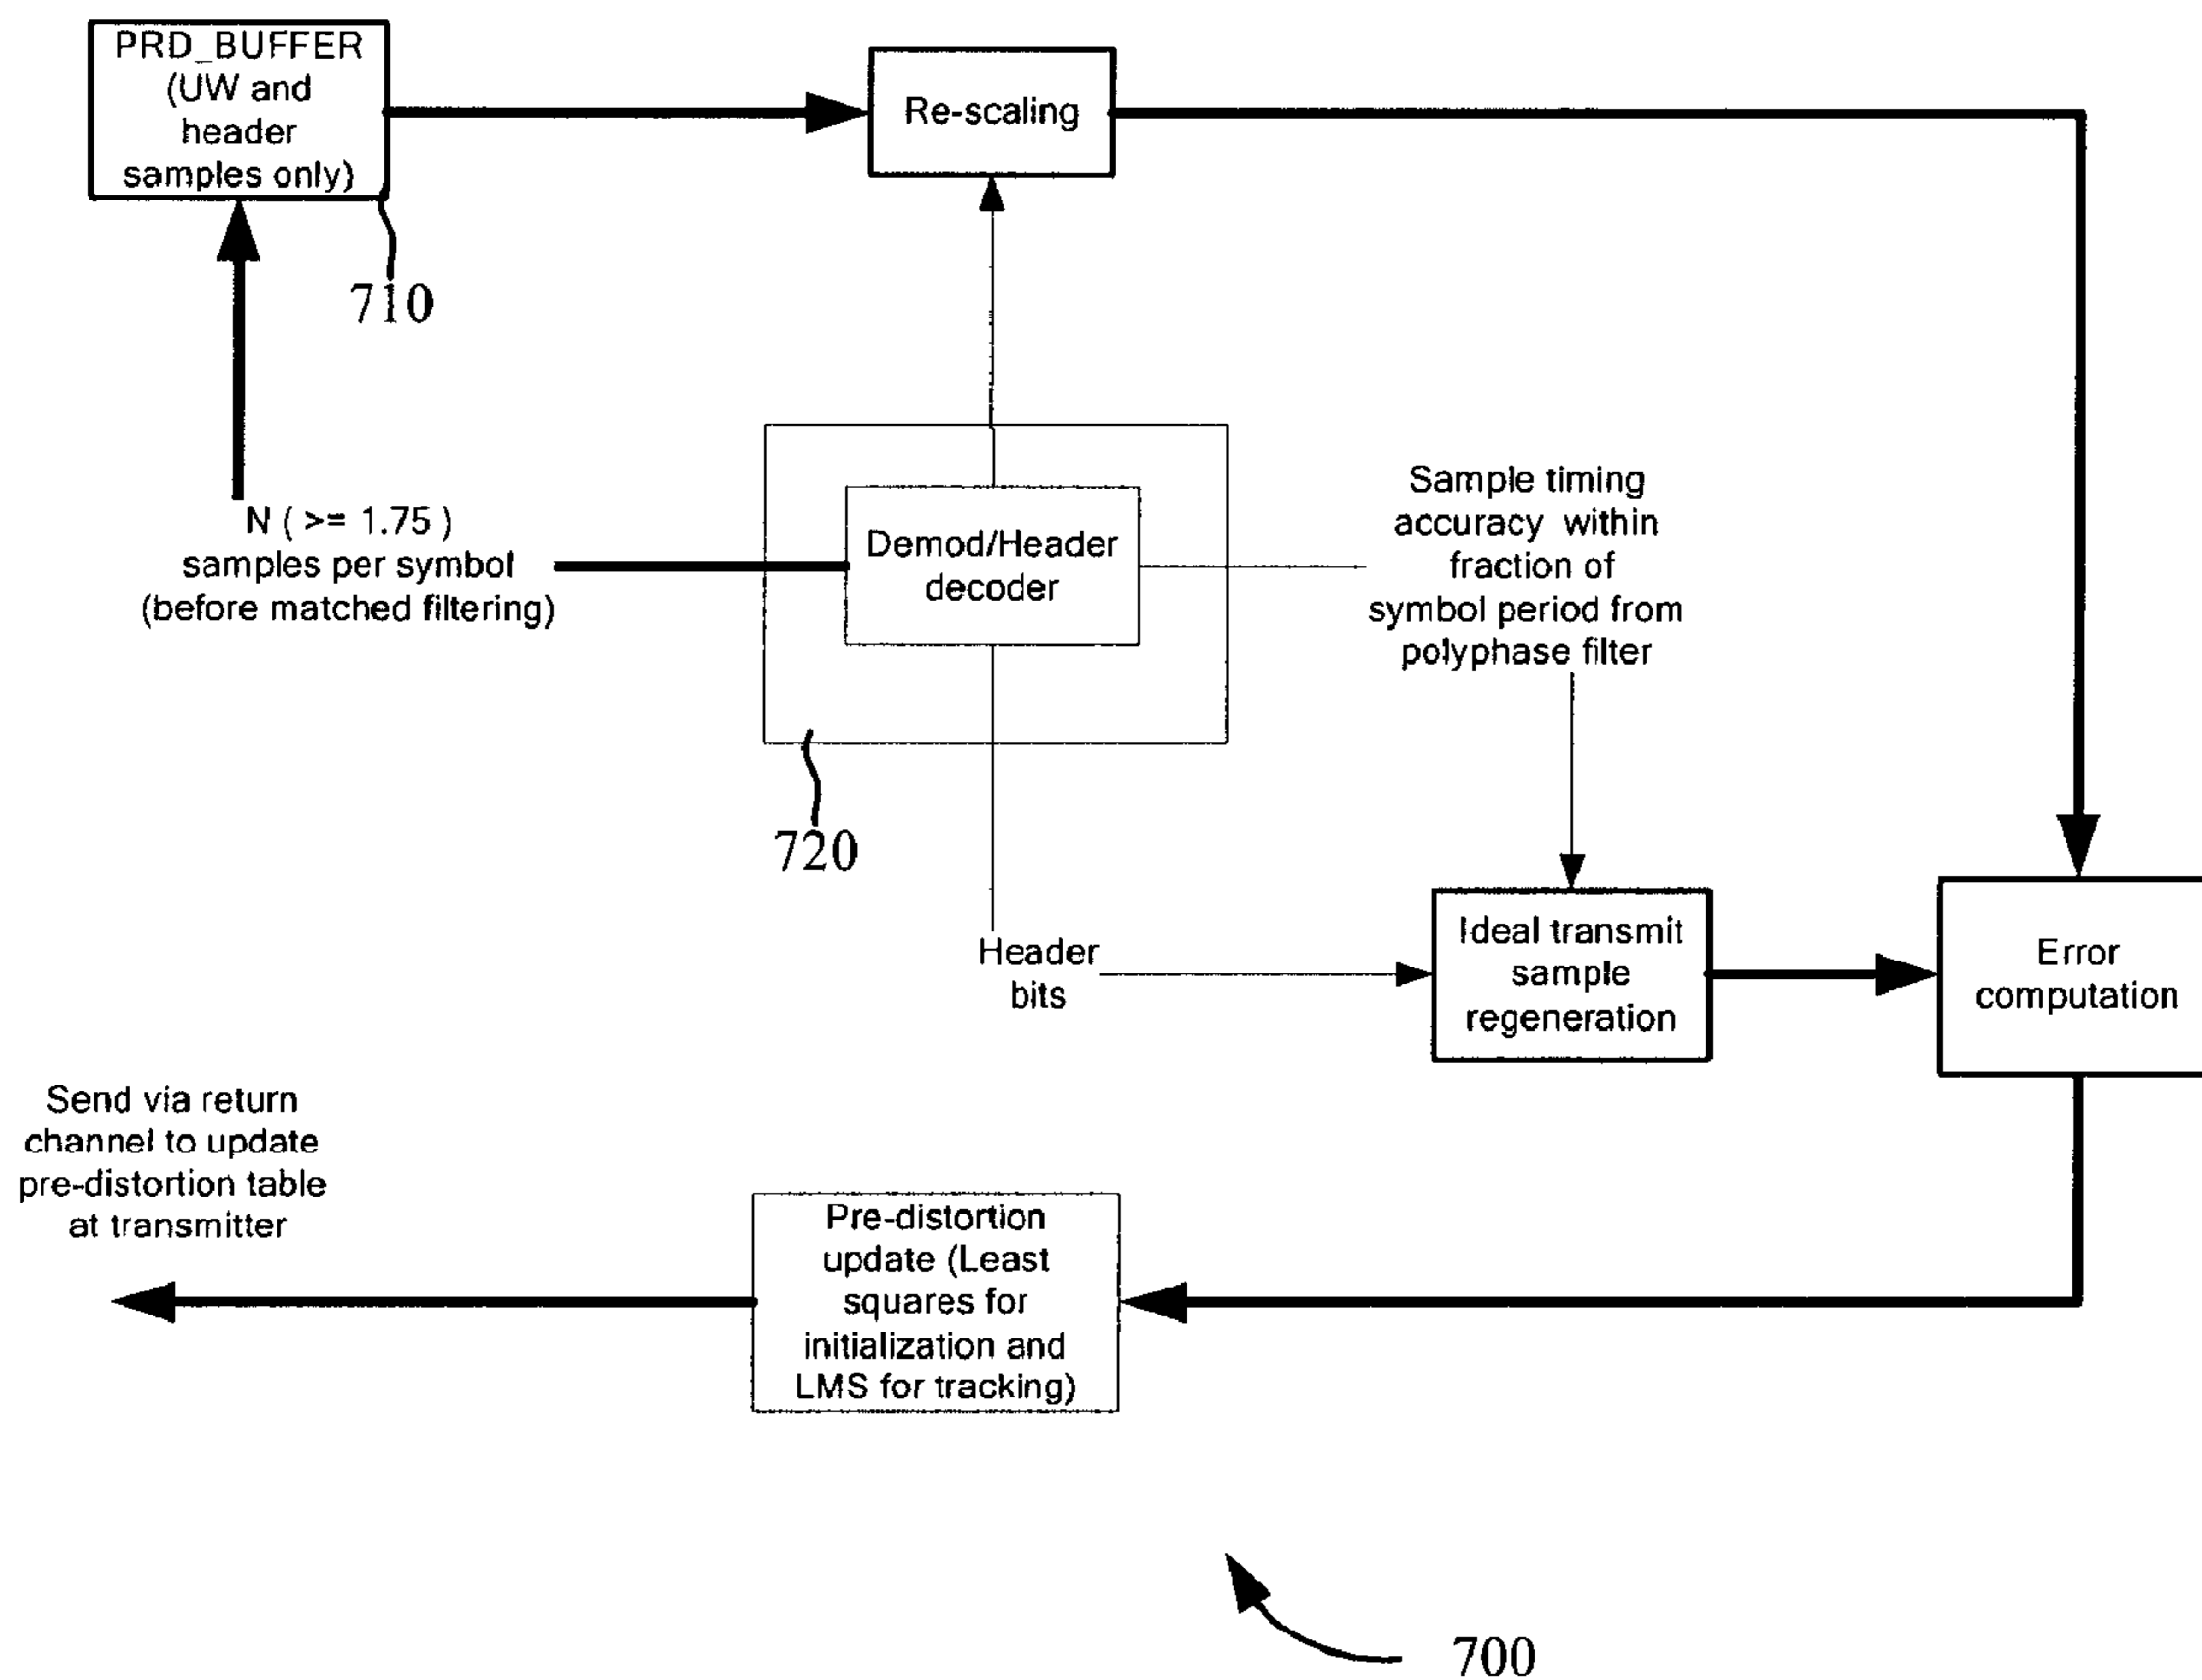 PRD_BUFFER
(UW and
header
samples only)
710
Re-scaling
N ( >= 1.75 )
samples per symbol
(before matched filtering)
Demod/Header
decoder
720
Sample timing
accuracy within
fraction of
symbol period from
polyphase filter
Header
bits
Ideal transmit
sample
regeneration
Error
computation
Send via return
channel to update
pre-distortion table
at transmitter
Pre-distortion
update (Least
squares for
initialization and
LMS for tracking)
700